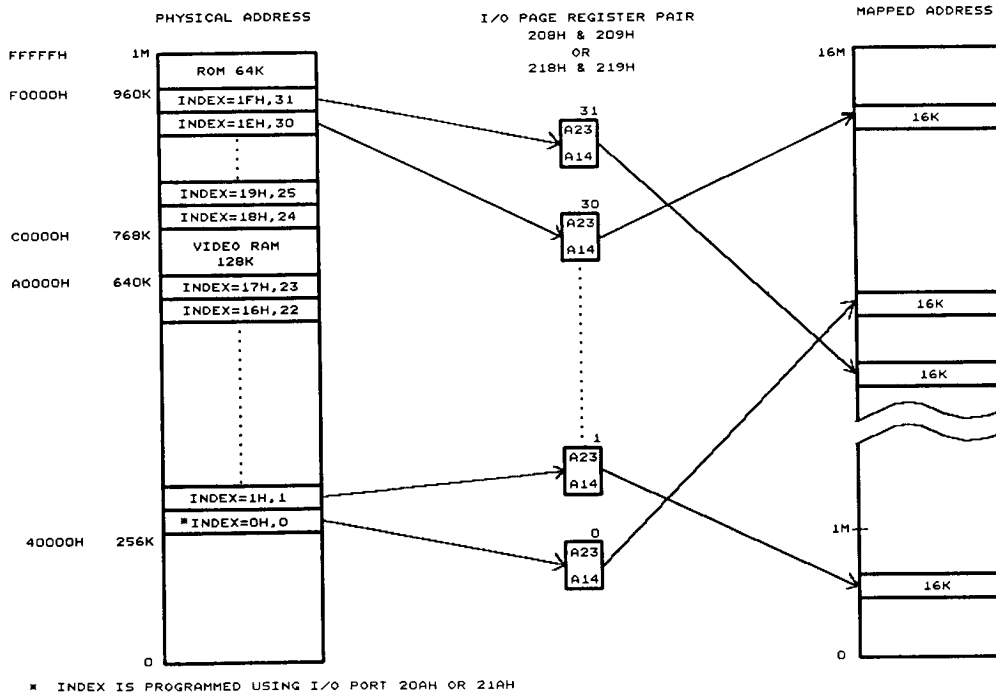 PHYSICAL ADDRESS
FFFFFH 1M
ROM 64K
F0000H 960K
INDEX=1FH,31
INDEX=1EH,30
INDEX=19H,25
INDEX=18H,24
C0000H 768K
VIDEO RAM
128K
A0000H 640K
INDEX=17H,23
INDEX=16H,22
INDEX=1H,1
*INDEX=0H,0
40000H 256K
0
I/O PAGE REGISTER PAIR
208H & 209H
OR
218H & 219H
31
A23
A14
30
A23
A14
1
A23
A14
0
A23
A14
MAPPED ADDRESS
16M
16K
16K
16K
1M
16K
0
* INDEX IS PROGRAMMED USING I/O PORT 20AH OR 21AH